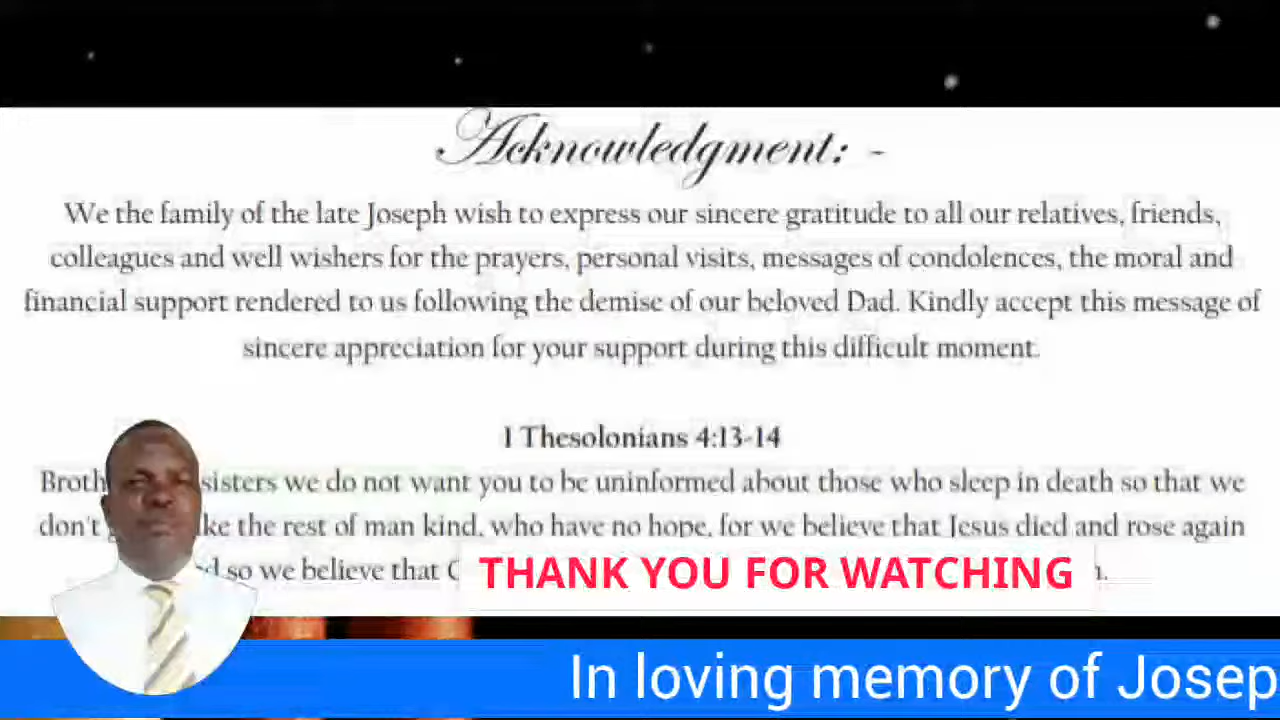 Acknowledgment: -
We the family of the late Joseph wish to express our sincere gratitude to all our relatives, friends,
colleagues and well wishers for the prayers, personal visits, messages of condolences, the moral and
financial support rendered to us following the demise of our beloved Dad. Kindly accept this message of
sincere appreciation for your support during this difficult moment.
1 Thesolonians 4:13-14
Broth sisters we do not want you to be uninformed about those who sleep in death so that we
don't ke the rest of man kind, who have no hope, for we believe that Jesus died and rose again
so we believe that
THANK YOU FOR WATCHING
In loving memory of Josep